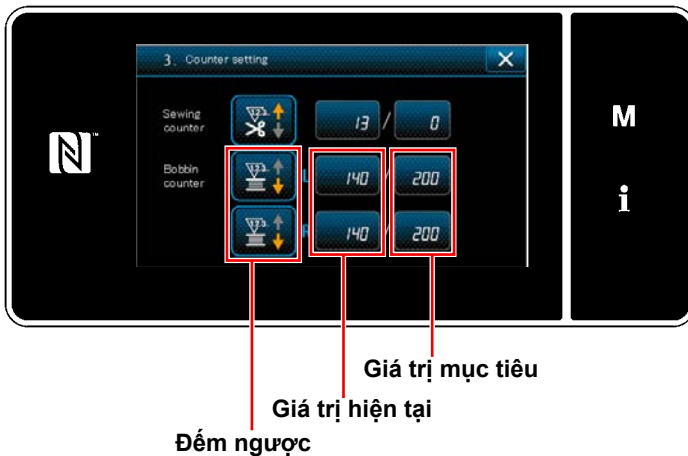 3. Counter setting
Sewing counter
13 / 0
Bobbin counter
L 140 / 200
R 140 / 200
M
i
N
Giá trị mục tiêu
Giá trị hiện tại
Đếm ngược